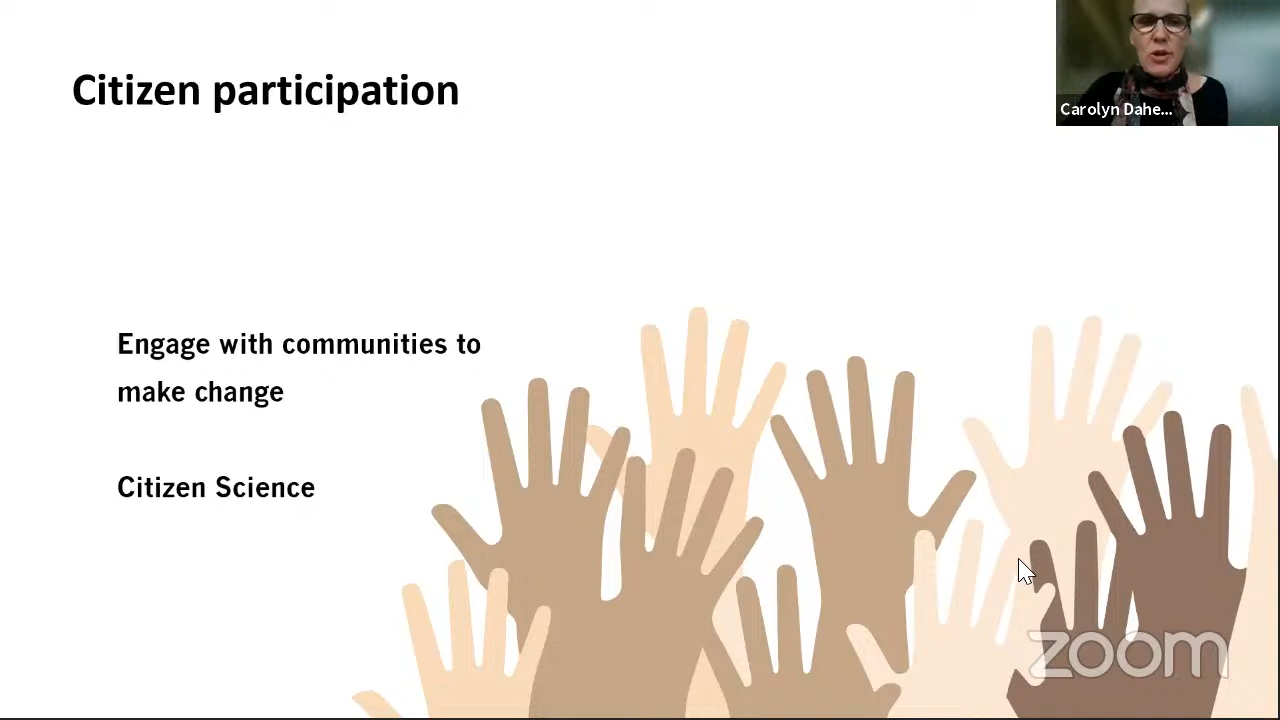 Citizen participation
Carolyn Dahe...
Engage with communities to
make change
Citizen Science
zoom